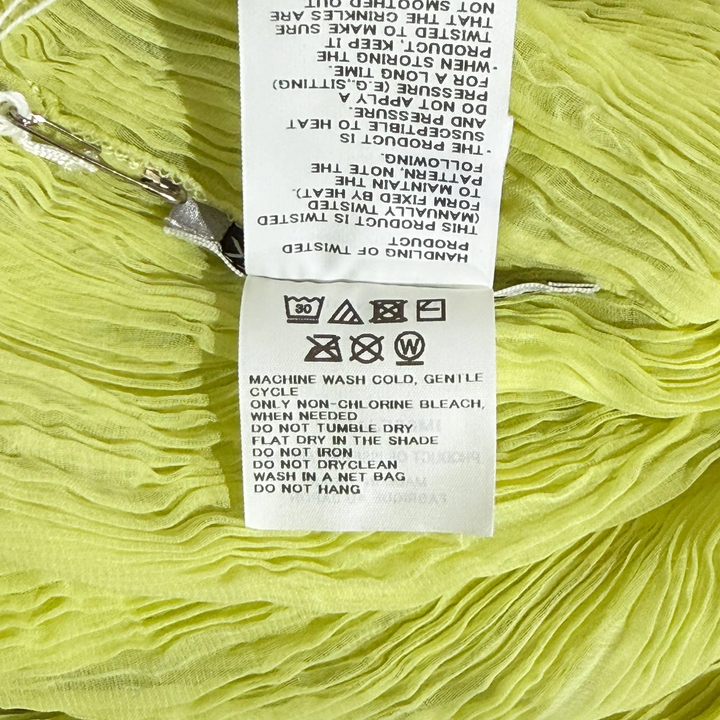 HANDLING OF TWISTED
PRODUCT
THIS PRODUCT IS TWISTED
(MANUALLY TWISTED
FORM FIXED BY HEAT).
TO MAINTAIN THE
PATTERN, NOTE THE
FOLLOWING.
· THE PRODUCT IS
SUSCEPTIBLE TO HEAT
AND PRESSURE.
DO NOT APPLY A
PRESSURE (E.G.,SITTING)
FOR A LONG TIME.
· WHEN STORING THE
PRODUCT, KEEP IT
TWISTED TO MAKE SURE
THAT THE CRINKLES ARE
NOT SMOOTHED OUT
30
W
MACHINE WASH COLD, GENTLE
CYCLE
ONLY NON-CHLORINE BLEACH,
WHEN NEEDED
DO NOT TUMBLE DRY
FLAT DRY IN THE SHADE
DO NOT IRON
DO NOT DRYCLEAN
WASH IN A NET BAG
DO NOT HANG